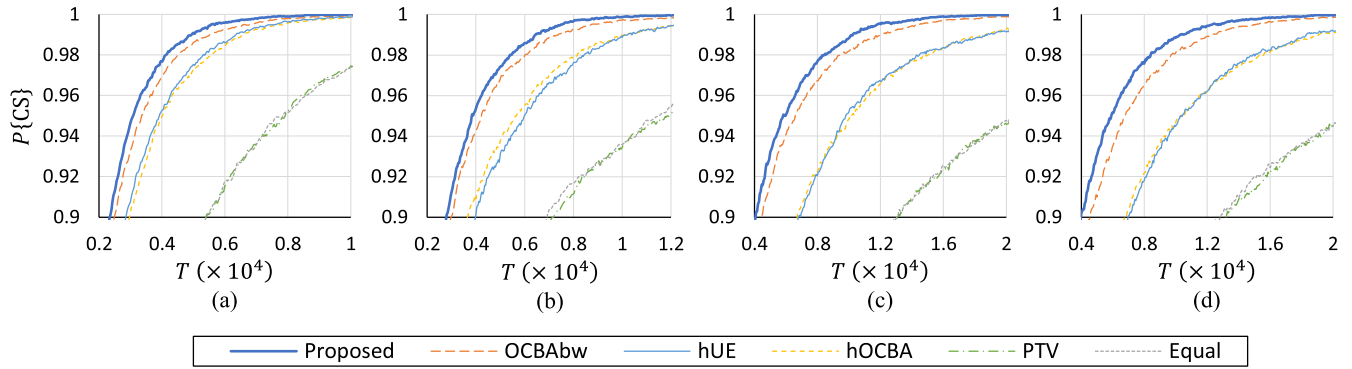 1 1 1 1
0.98 0.98 0.98 0.98
0.96 0.96 0.96 0.96
P{CS}
0.94 0.94 0.94 0.94
0.92 0.92 0.92 0.92
0.9 0.9 0.9 0.9
0.2 0.4 0.6 0.8 1 0.2 0.4 0.6 0.8 1 1.2 0.4 0.8 1.2 1.6 2 0.4 0.8 1.2 1.6 2
T (× 10⁴) T (× 10⁴) T (× 10⁴) T (× 10⁴)
(a) (b) (c) (d)
Proposed OCBAbw hUE hOCBA PTV Equal